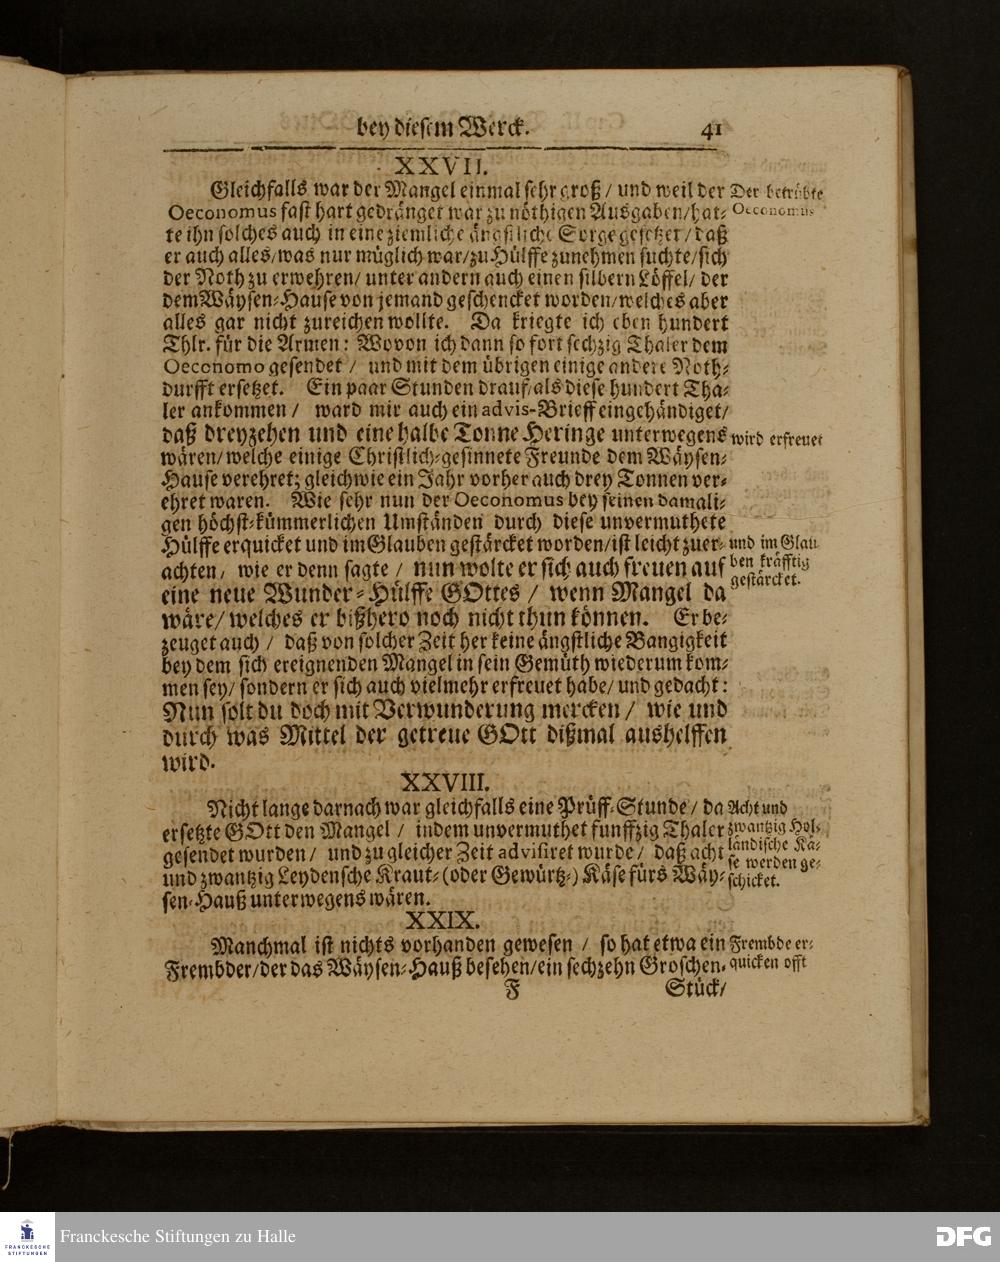 bey diesem Werck. 41
XXVII.
Gleichfalls war der Mangel einmal sehr groß / und weil der
Der betrübte
Oeconomus fast hart gedränget war zu nöthigen Ausgaben/hat-
Oeconomus
te ihn solches auch in eine ziemliche ängstliche Sorge gesetzet / daß
er auch alles/was nur müglich war/zu Hülffe zunehmen suchte/sich
der Noth zu erwehren/ unter andern auch einen silbern Löffel/ der
dem Wäysen-Hause von jemand geschencket worden/welches aber
alles gar nicht zureichen wollte. Da kriegte ich eben hundert
Thlr. für die Armen: Wovon ich dann so fort sechzig Thaler dem
Oeconomo gesendet / und mit dem übrigen einige andere Noth-
durfft ersetzet. Ein paar Stunden drauf/als diese hundert Tha-
ler ankommen / ward mir auch ein advis-Brieff eingehändiget/
daß dreyzehen und eine halbe Tonne Heringe unterwegens
wird erfreuet
wären/welche einige Christlich-gesinnete Freunde dem Wäysen-
Hause verehret; gleichwie ein Jahr vorher auch drey Tonnen ver-
ehret waren. Wie sehr nun der Oeconomus bey seinen damali-
gen höchst-kümmerlichen Umständen durch diese unvermuthete
Hülffe erquicket und im Glauben gestärcket worden/ist leicht zuer-
und im Glau
achten/ wie er denn sagte / nun wolte er sich auch freuen auf
ben kräfftig
gestärcket.
eine neue Wunder-Hülffe GOttes / wenn Mangel da
wäre/welches er bißhero noch nicht thun können. Er be-
zeuget auch / daß von solcher Zeit her keine ängstliche Bangigkeit
bey dem sich ereignenden Mangel in sein Gemüth wiederum kom-
men sey/ sondern er sich auch vielmehr erfreuet habe/ und gedacht:
Nun solt du doch mit Verwunderung mercken / wie und
durch was Mittel der getreue GOtt dißmal aushelffen
wird.
XXVIII.
Nicht lange darnach war gleichfalls eine Prüff-Stunde/ da
Acht und
ersetzte GOtt den Mangel / indem unvermuthet funffzig Thaler
zwantzig Hol-
gesendet wurden / und zu gleicher Zeit advisiret wurde / daß acht
ländische Kä-
se werden ge-
und zwantzig Leydensche Kraut-(oder Gewürtz-) Käse fürs Wäy-
schicket.
sen-Hauß unterwegens wären.
XXIX.
Manchmal ist nichts vorhanden gewesen / so hat etwa ein
Frembde er-
Frembder/der das Wäysen-Hauß besehen/ein sechzehn Groschen-
quicken offt
F Stück/
FRANCKESCHE
STIFTUNGEN
Franckesche Stiftungen zu Halle
DFG